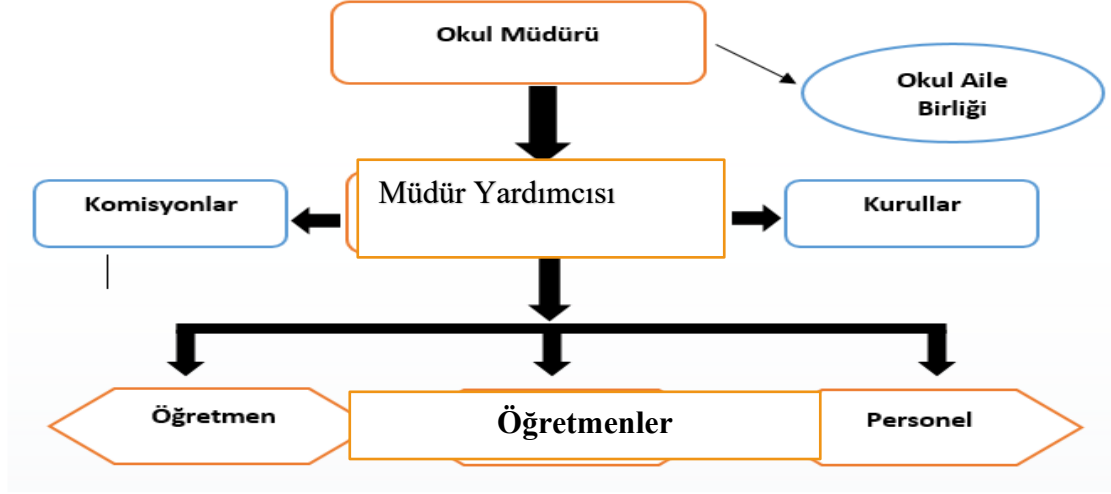 Okul Müdürü
Okul Aile
Birliği
Komisyonlar
Müdür Yardımcısı
Kurullar
Öğretmen
Öğretmenler
Personel